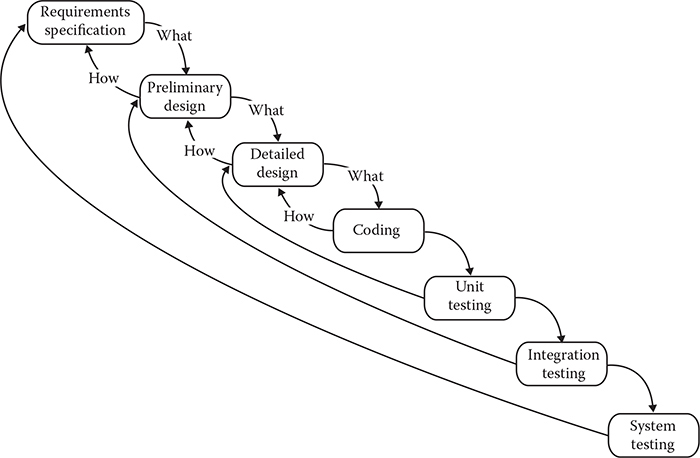 Requirements
specification
What
How
Preliminary
design
What
How
Detailed
design
What
How
Coding
Unit
testing
Integration
testing
System
testing